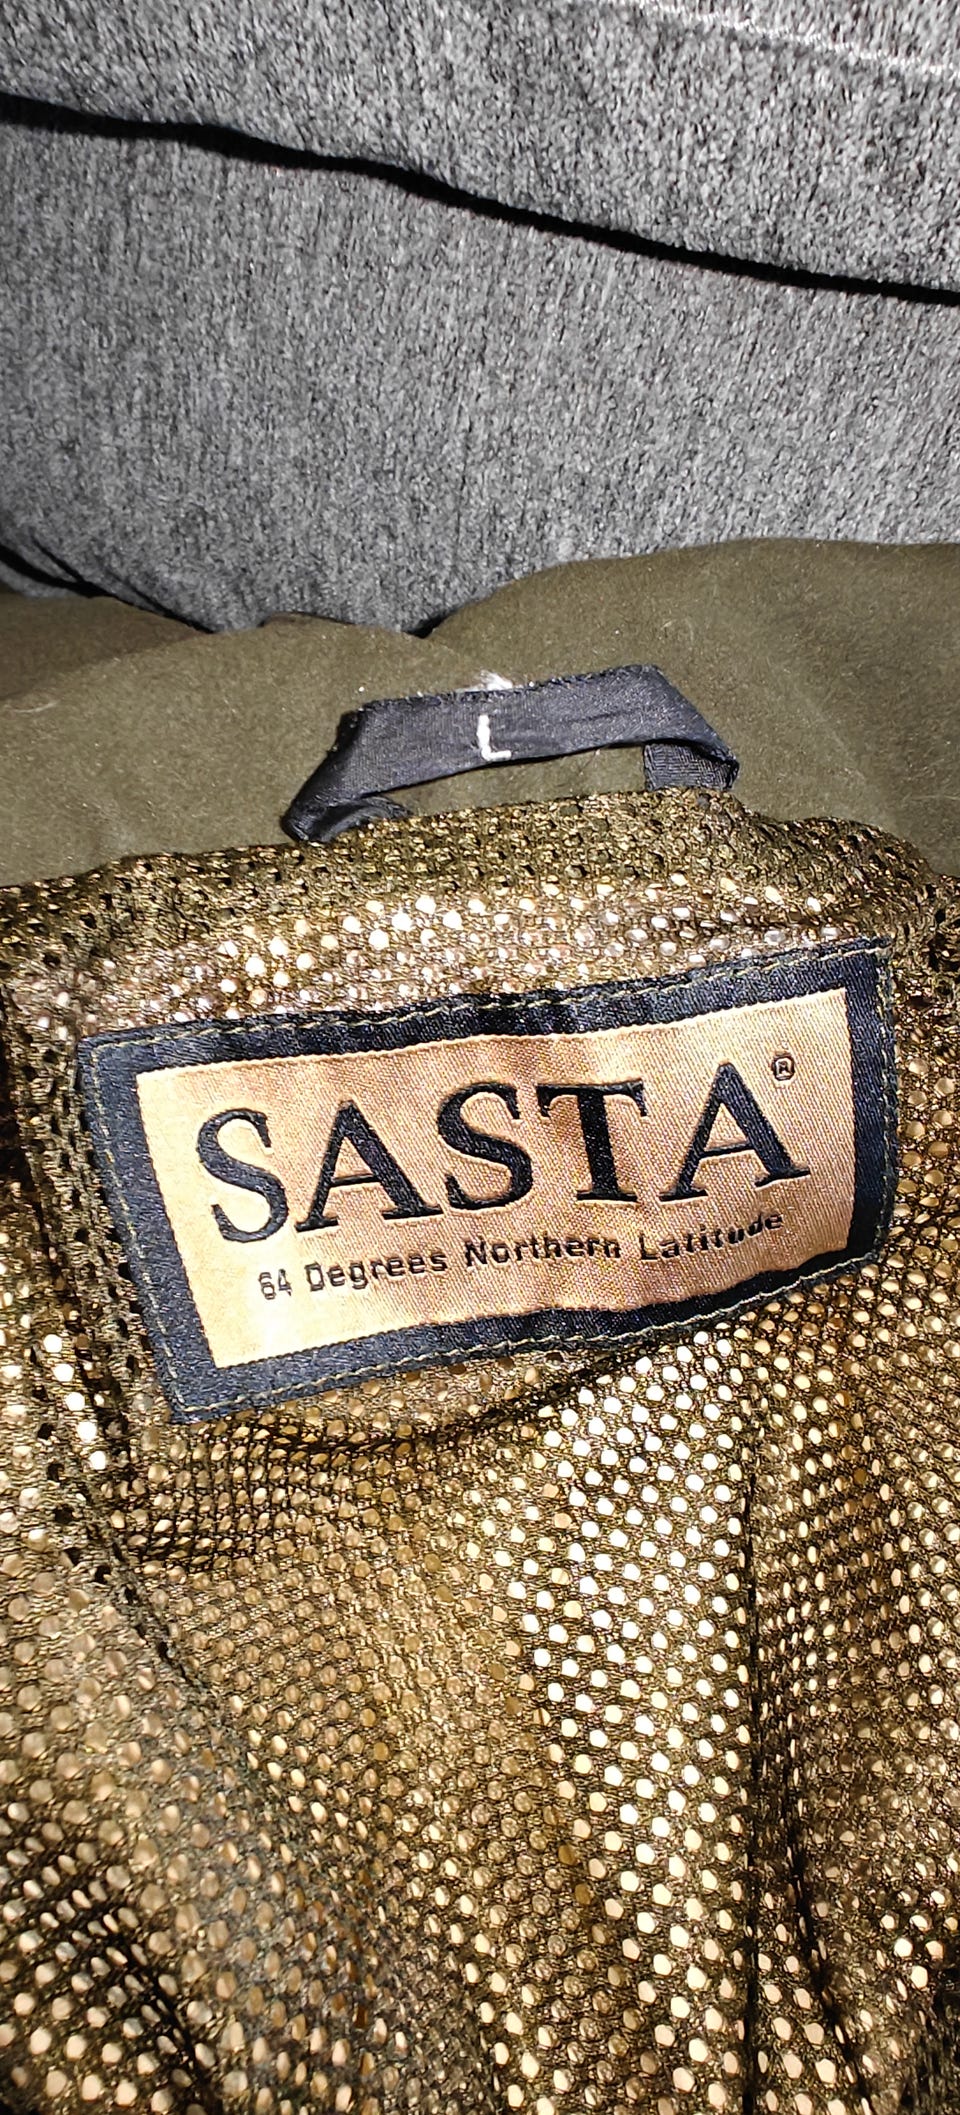 L
SASTA®
64 Degrees Northern Latitude